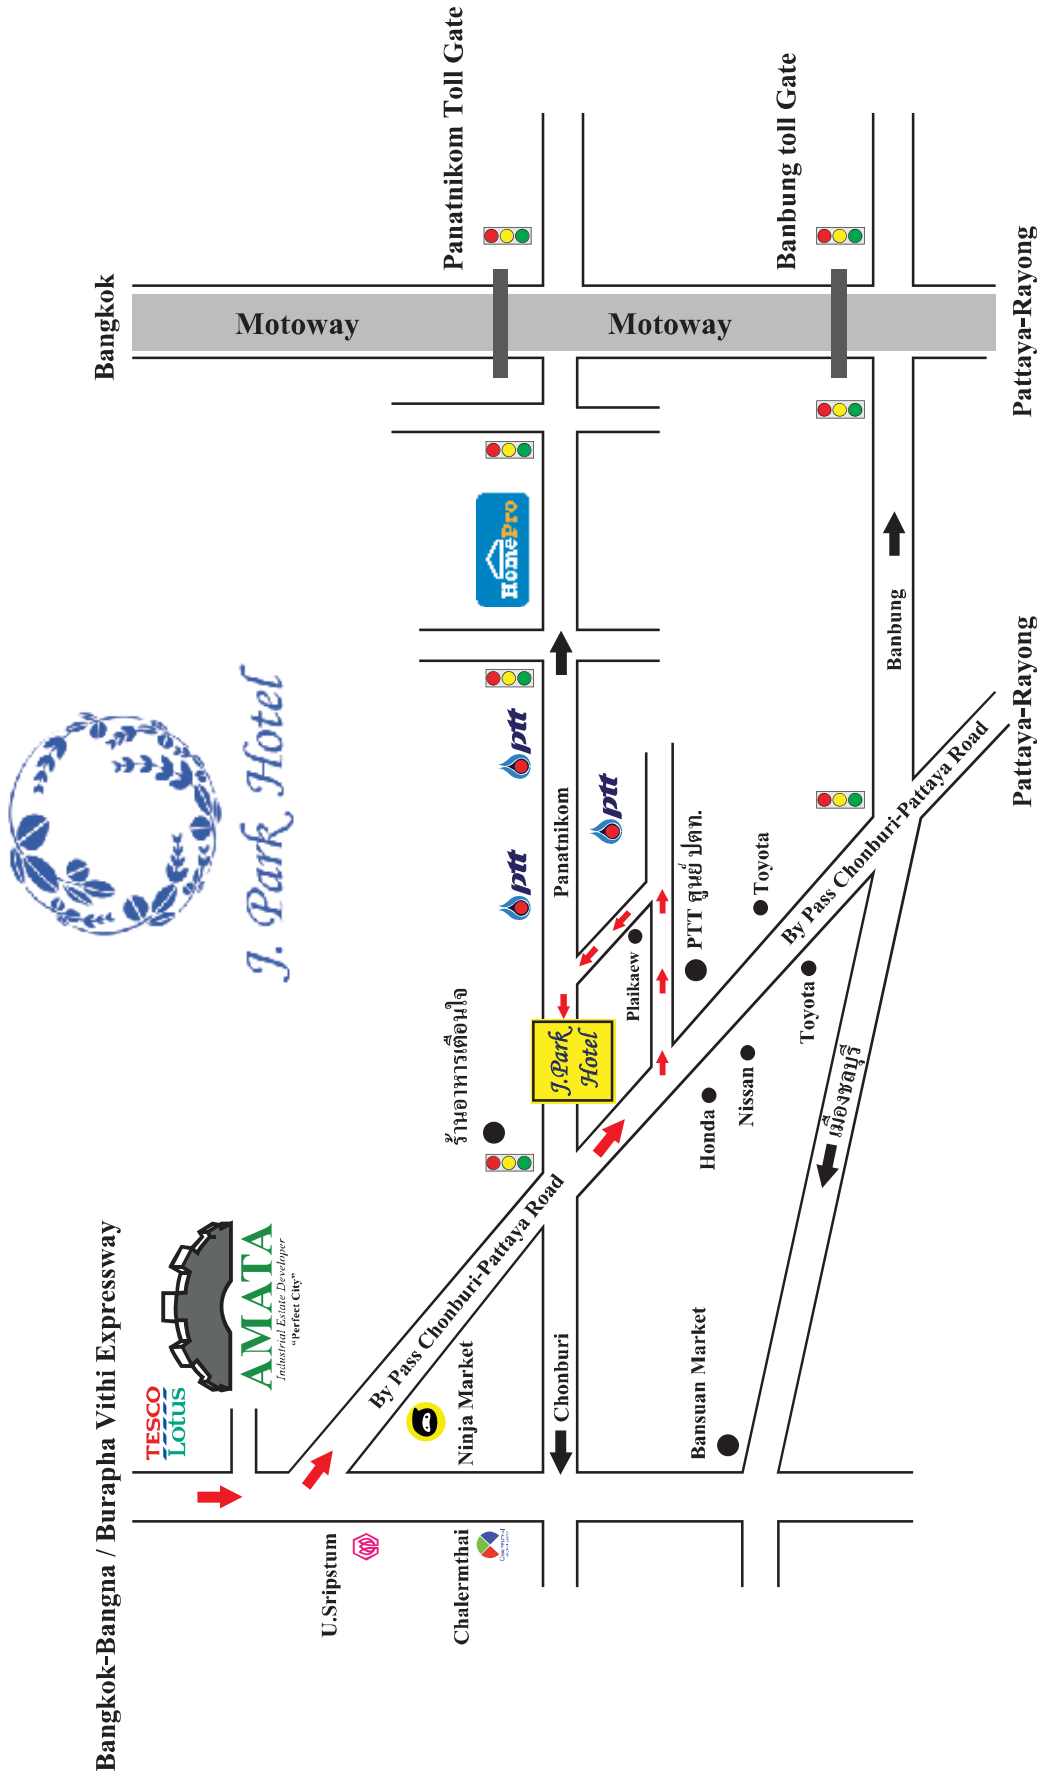 J. Park Hotel
Bangkok-Bangna / Burapha Vithi Expressway
Bangkok
Motoway
Motoway
Panatnikom Toll Gate
Banbung toll Gate
Pattaya-Rayong
Pattaya-Rayong
TESCO
Lotus
AMATA
Industrial Estate Developer
"Perfect City"
U.Sripstum
Chalermthai
By Pass Chonburi-Pattaya Road
Ninja Market
Chonburi
ร้านอาหารเตือนใจ
J.Park
Hotel
ptt
ptt
ptt
Panatnikom
HomePro
Plaikaew
PTT ศูนย์ ปตท.
Toyota
By Pass Chonburi-Pattaya Road
Toyota
Nissan
Honda
Banbung
เมืองชลบุรี
Bansuan Market